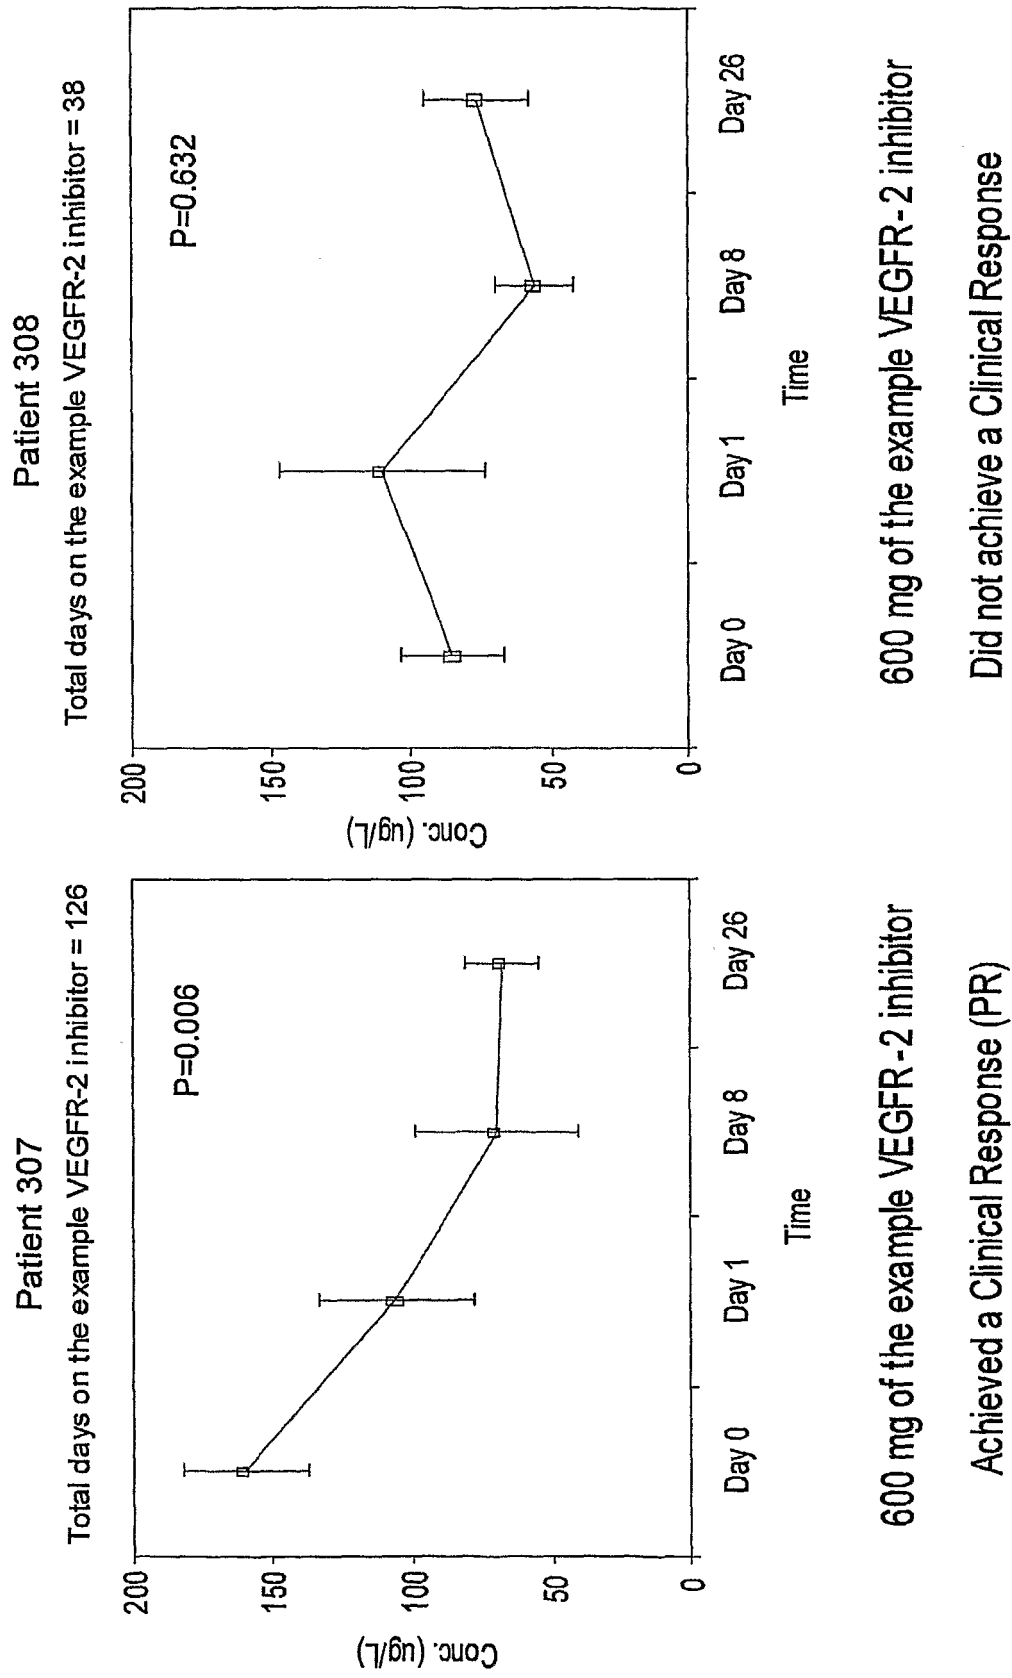 Patient 307
Total days on the example VEGFR-2 inhibitor = 126
P=0.006
200
150
100
50
0
Conc. (ug/L)
Day 0
Day 1
Day 8
Day 26
Time
600 mg of the example VEGFR-2 inhibitor
Achieved a Clinical Response (PR)
Patient 308
Total days on the example VEGFR-2 inhibitor = 38
P=0.632
200
150
100
50
0
Conc. (ug/L)
Day 0
Day 1
Day 8
Day 26
Time
600 mg of the example VEGFR-2 inhibitor
Did not achieve a Clinical Response